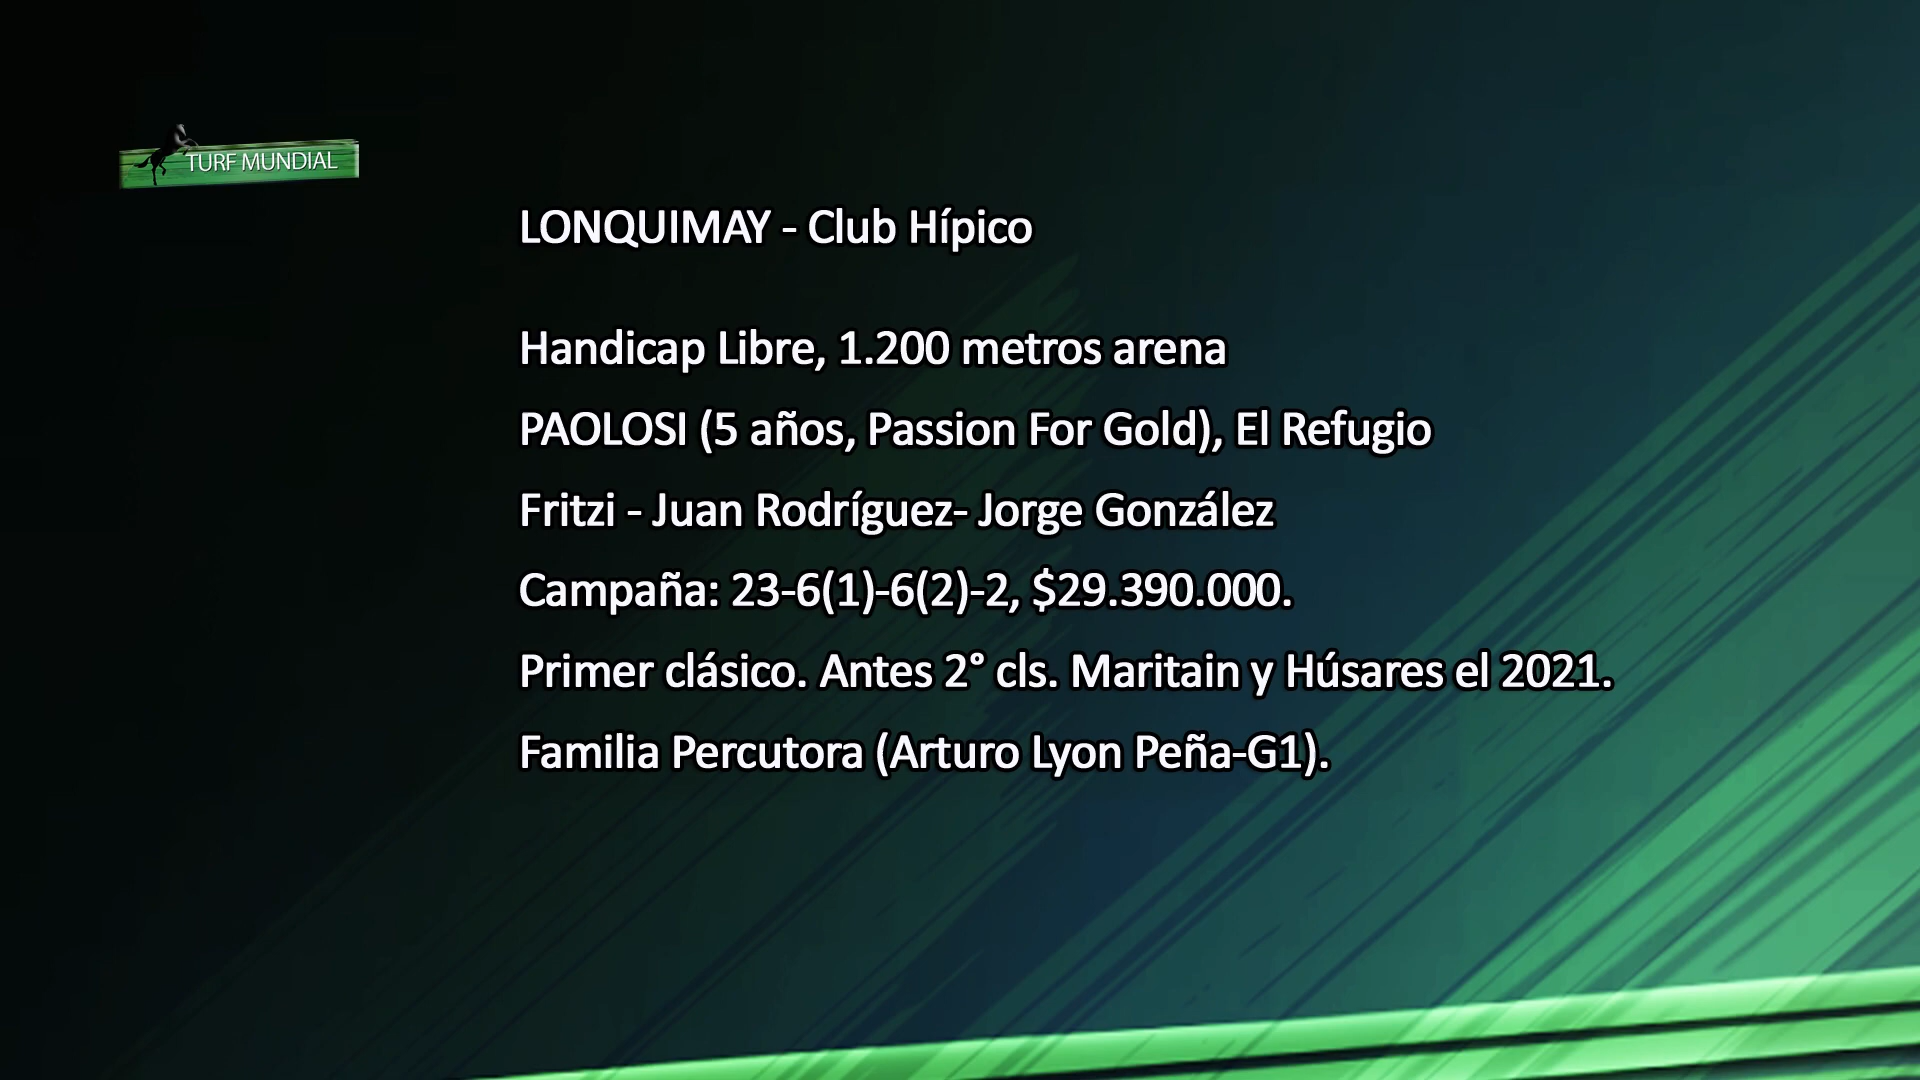 TURF MUNDIAL
LONQUIMAY - Club Hípico
Handicap Libre, 1.200 metros arena
PAOLOSI (5 años, Passion For Gold), El Refugio
Fritzi - Juan Rodríguez- Jorge González
Campaña: 23-6(1)-6(2)-2, $29.390.000.
Primer clásico. Antes 2° cls. Maritain y Húsares el 2021.
Familia Percutora (Arturo Lyon Peña-G1).